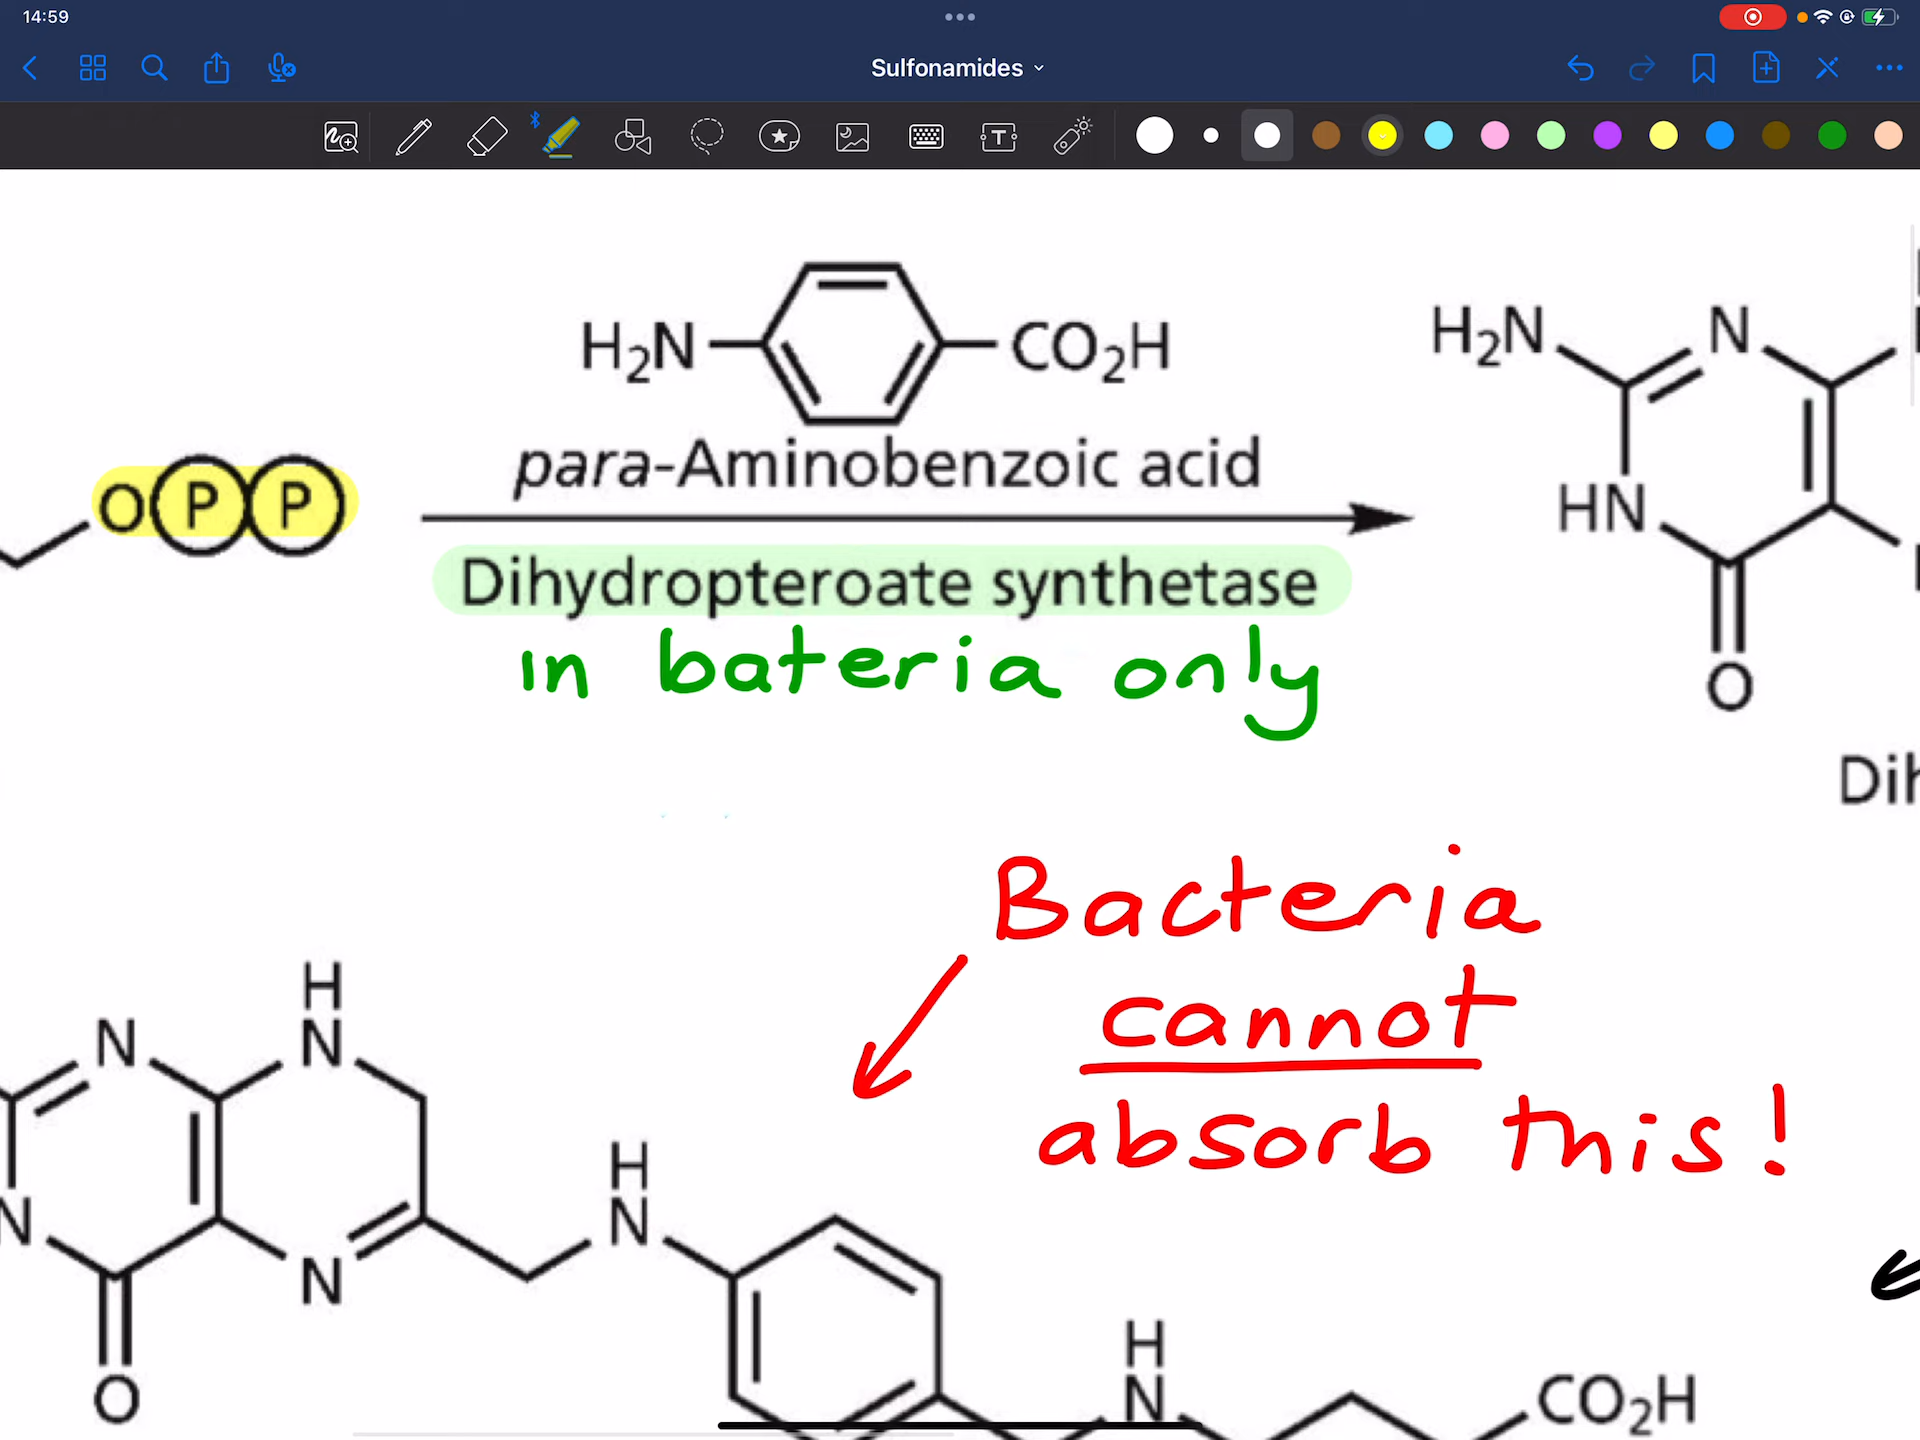 14:59
Sulfonamides
T
H₂N
CO₂H
H₂N
N
para-Aminobenzoic acid
O P P
HN
Dihydropteroate synthetase
in bateria only
O
Dih
Bacteria
cannot
absorb this!
H
N
N
H
N
N
N
O
H
N
CO₂H